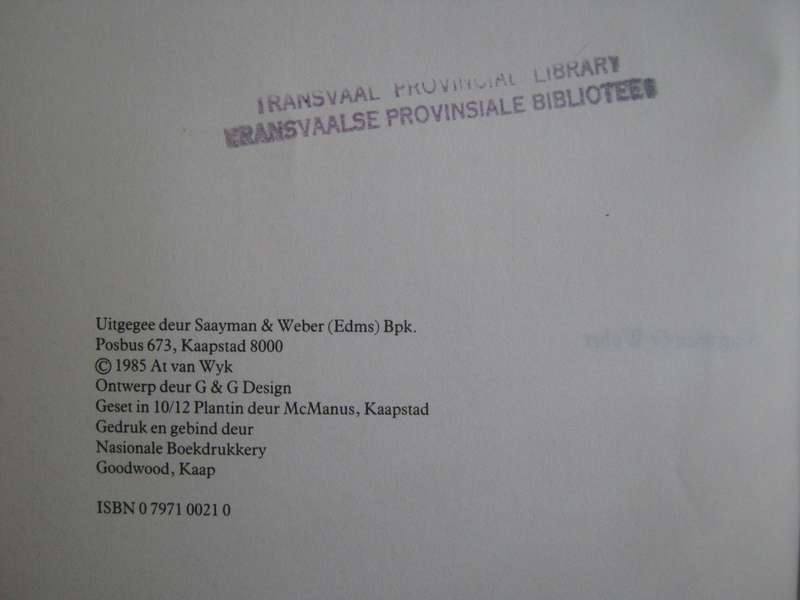 TRANSVAAL PROVINCIAL LIBRARY
TRANSVAALSE PROVINSIALE BIBLIOTEEK
Uitgegee deur Saayman & Weber (Edms) Bpk.
Posbus 673, Kaapstad 8000
© 1985 At van Wyk
Ontwerp deur G & G Design
Geset in 10/12 Plantin deur McManus, Kaapstad
Gedruk en gebind deur
Nasionale Boekdrukkery
Goodwood, Kaap
ISBN 0 7971 0021 0